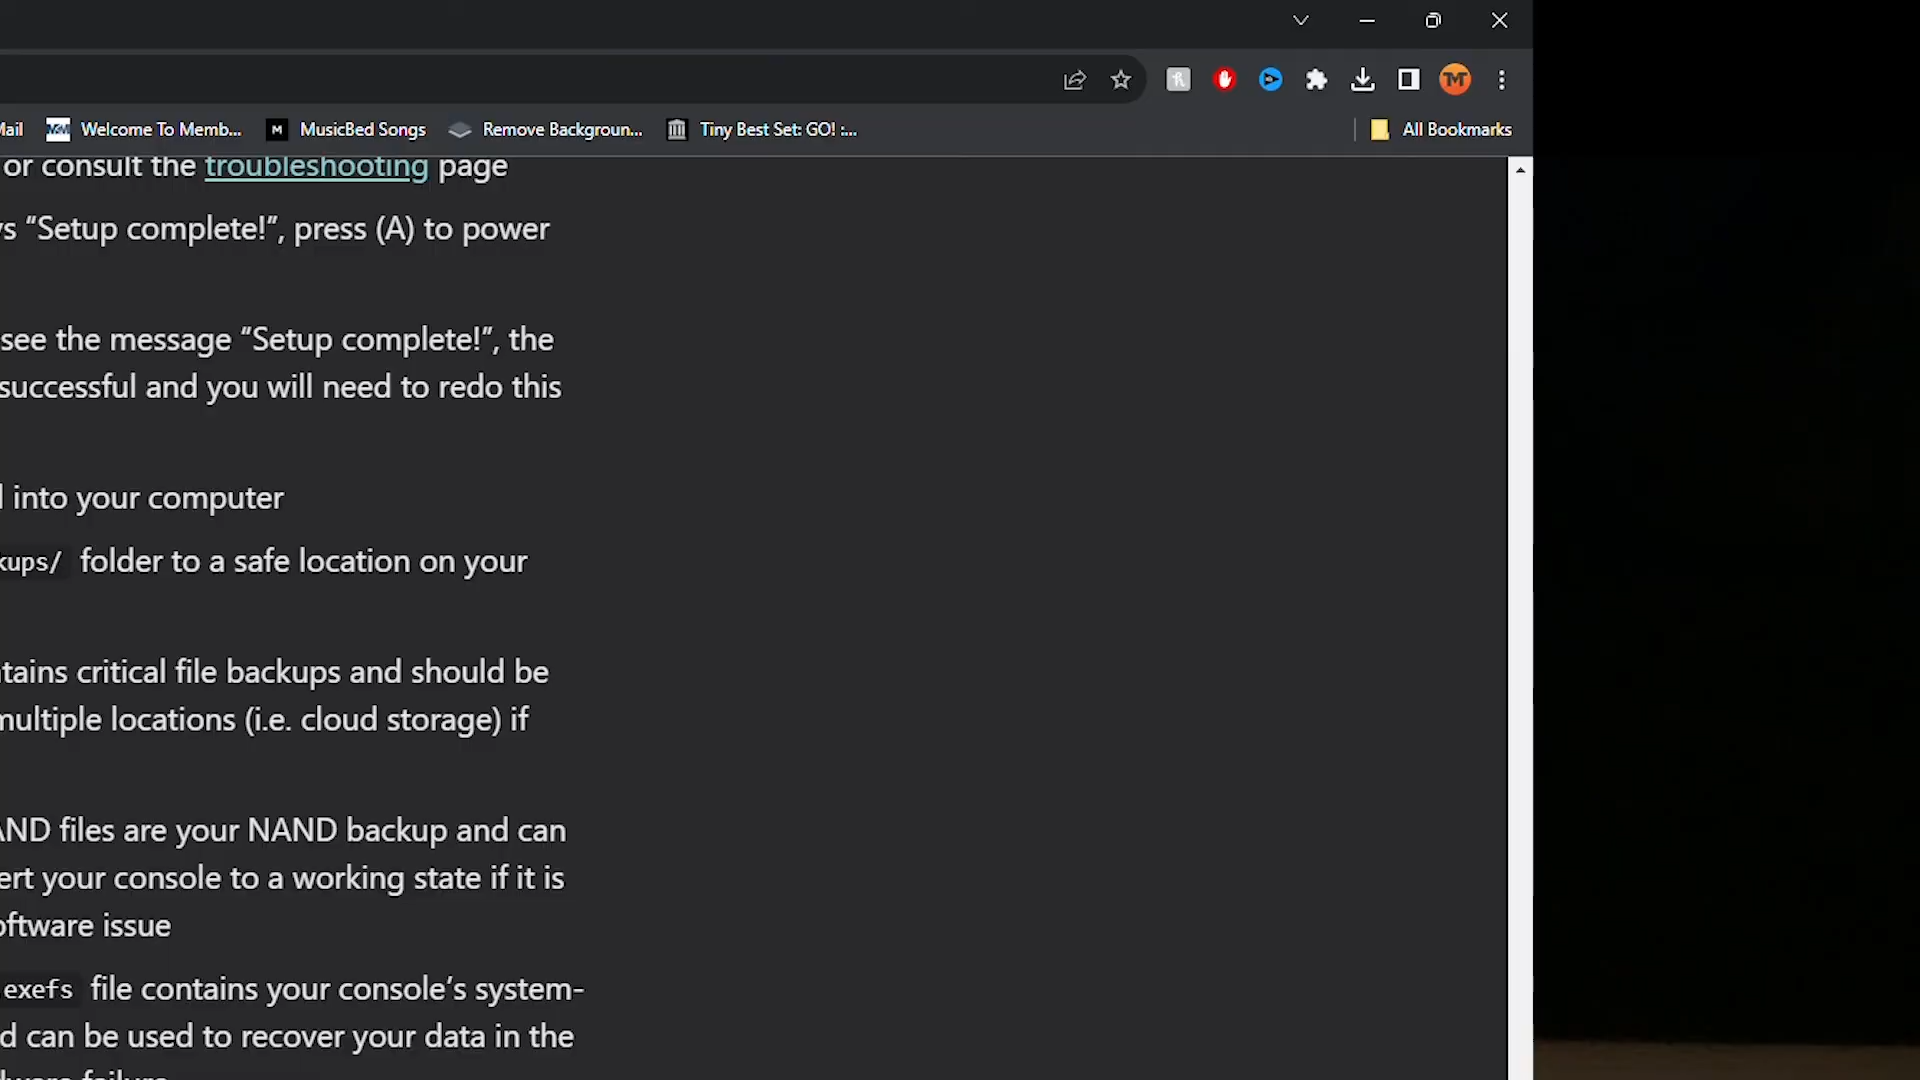 Mail Welcome To Memb... M MusicBed Songs Remove Backgroun... Tiny Best Set: GO! :... All Bookmarks
or consult the troubleshooting page
"Setup complete!", press (A) to power
see the message "Setup complete!", the
successful and you will need to redo this
into your computer
kups/ folder to a safe location on your
tains critical file backups and should be
multiple locations (i.e. cloud storage) if
AND files are your NAND backup and can
ert your console to a working state if it is
oftware issue
exefs file contains your console's system-
d can be used to recover your data in the